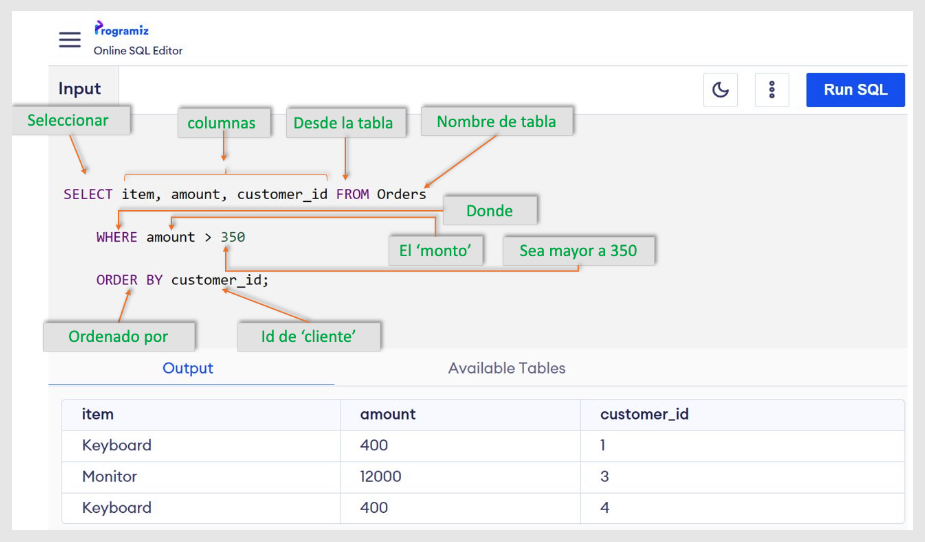 Programiz
Online SQL Editor
Input
Run SQL
Seleccionar
columnas
Desde la tabla
Nombre de tabla
SELECT item, amount, customer_id FROM Orders
Donde
WHERE amount > 350
El ‘monto’
Sea mayor a 350
ORDER BY customer_id;
Ordenado por
Id de ‘cliente’
Output
Available Tables
item amount customer_id
Keyboard 400 1
Monitor 12000 3
Keyboard 400 4